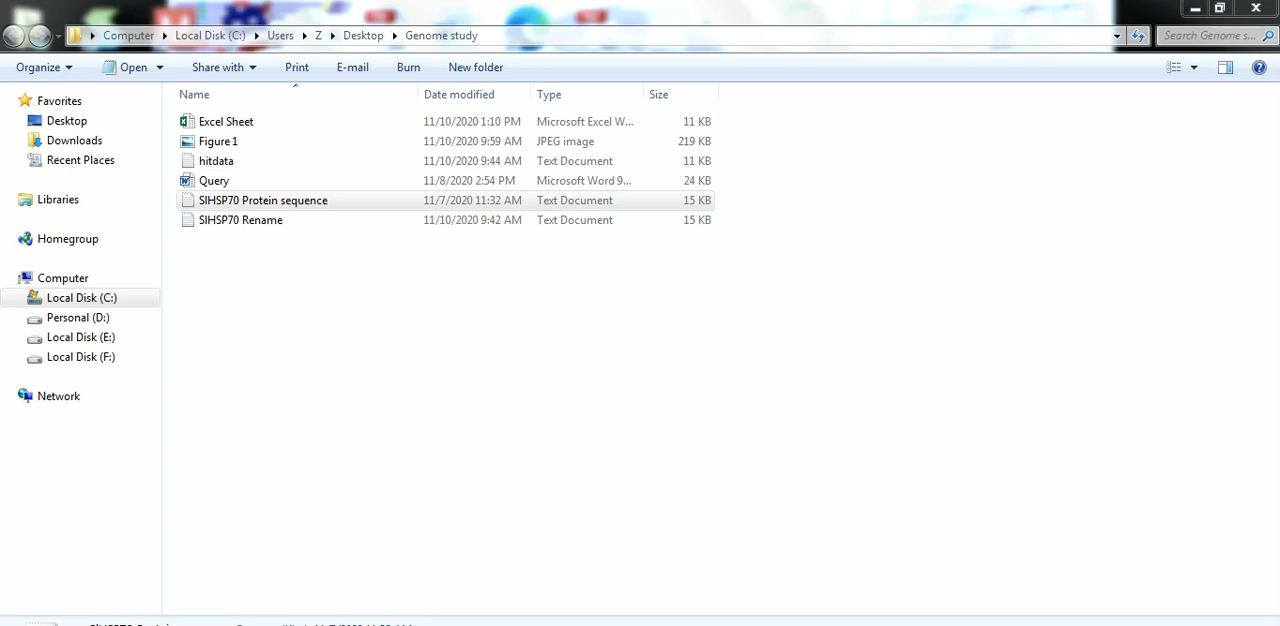 Computer Local Disk (C:) Users Z Desktop Genome study Search Genome s...
Organize Open Share with Print E-mail Burn New folder
Name Date modified Type Size
Favorites
Desktop
Downloads
Recent Places
Libraries
Homegroup
Computer
Local Disk (C:)
Personal (D:)
Local Disk (E:)
Local Disk (F:)
Network
Excel Sheet 11/10/2020 1:10 PM Microsoft Excel W... 11 KB
Figure 1 11/10/2020 9:59 AM JPEG image 219 KB
hitdata 11/10/2020 9:44 AM Text Document 11 KB
Query 11/8/2020 2:54 PM Microsoft Word 9... 24 KB
SlHSP70 Protein sequence 11/7/2020 11:32 AM Text Document 15 KB
SlHSP70 Rename 11/10/2020 9:42 AM Text Document 15 KB